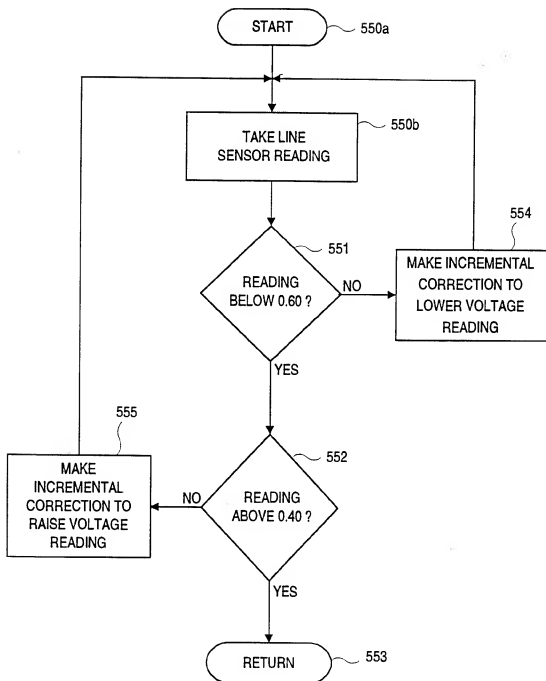 START
550a
TAKE LINE
SENSOR READING
550b
551
READING
BELOW 0.60 ?
NO
554
MAKE INCREMENTAL
CORRECTION TO
LOWER VOLTAGE
READING
YES
555
MAKE
INCREMENTAL
CORRECTION TO
RAISE VOLTAGE
READING
NO
552
READING
ABOVE 0.40 ?
YES
RETURN
553